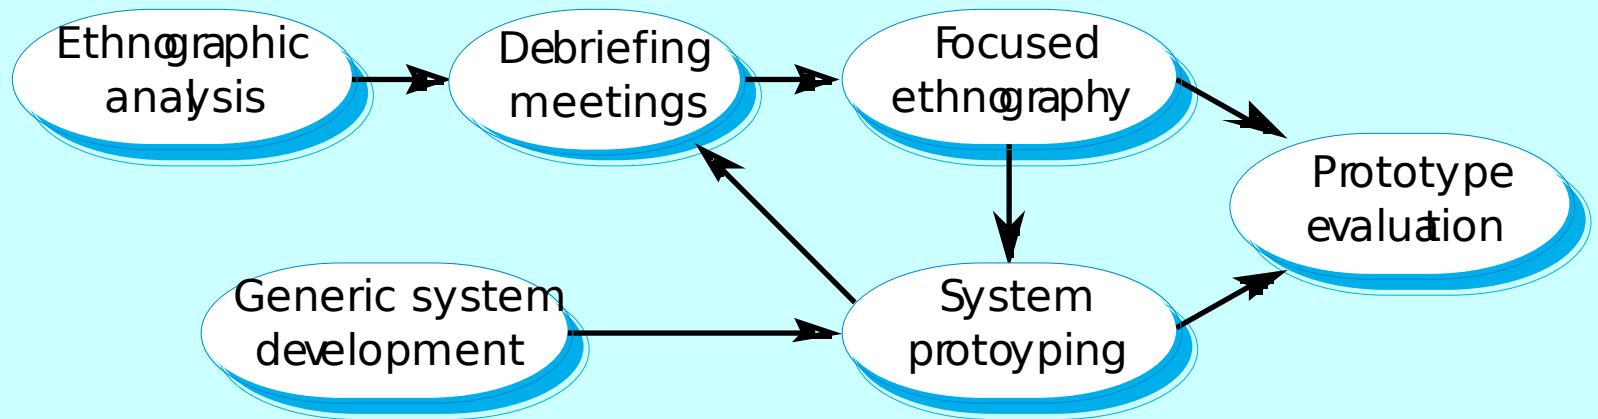 Ethnographic
analysis
Debriefing
meetings
Focused
ethnography
Prototype
evaluation
Generic system
development
System
protoyping